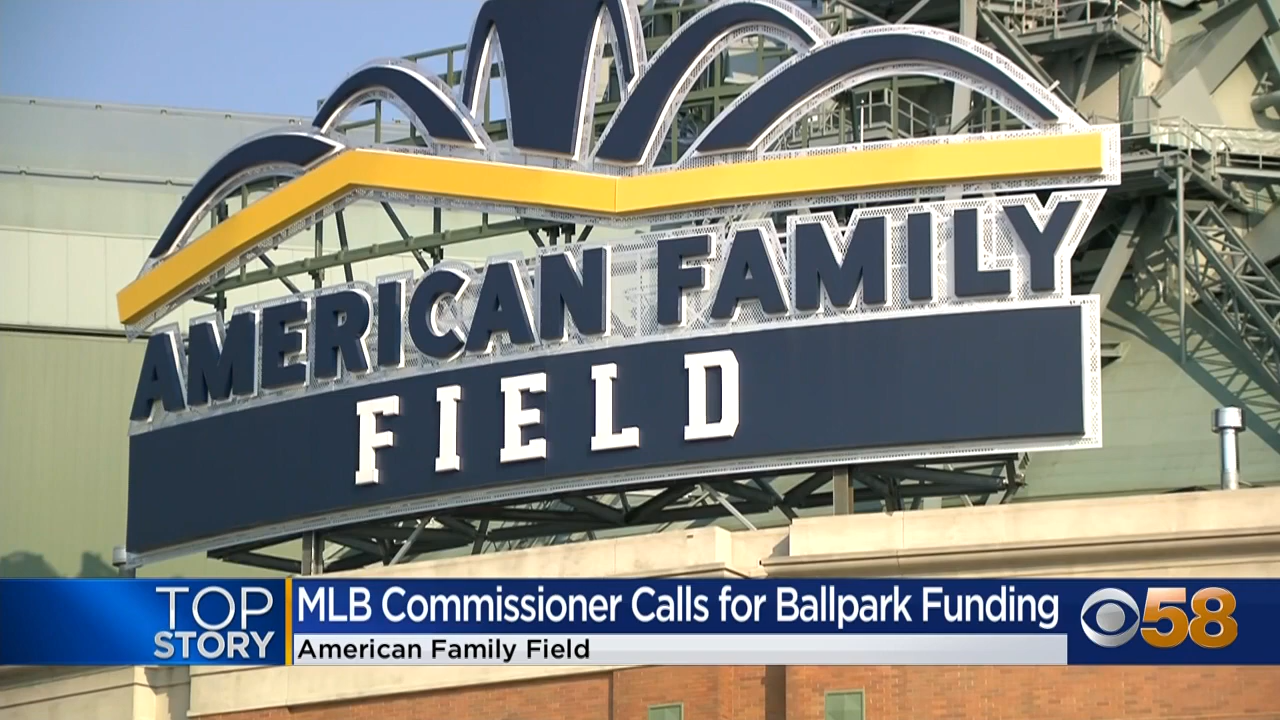 AMERICAN FAMILY
FIELD
TOP
STORY
MLB Commissioner Calls for Ballpark Funding
American Family Field
58